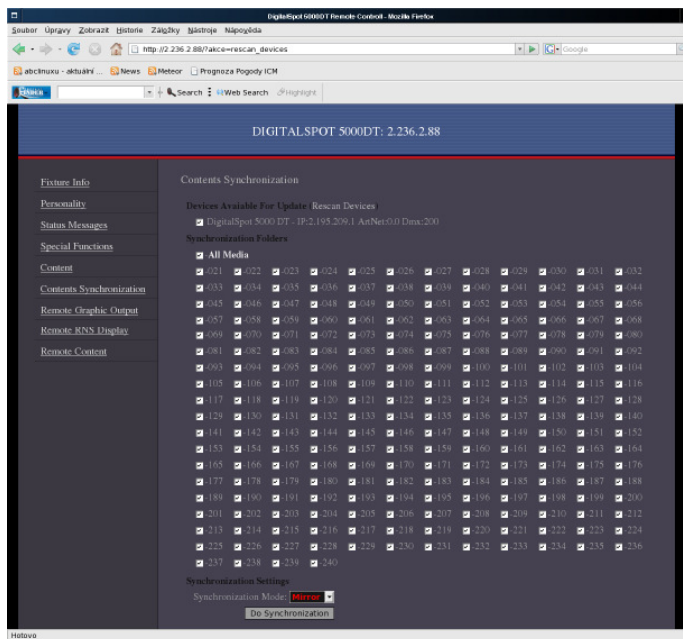 DigitalSpot 5000DT Remote Controll - Mozilla Firefox
Soubor Úpravy Zobrazit Historie Záložky Nástroje Nápověda
http://2.236.2.88/?akce=rescan_devices
Google
abclinuxu - aktuální ... News Meteor Prognoza Pogody ICM
Search Web Search Highlight
DIGITALSPOT 5000DT: 2.236.2.88
Fixture Info
Personality
Status Messages
Special Functions
Content
Contents Synchronization
Remote Graphic Output
Remote RNS Display
Remote Content
Contents Synchronization
Devices Avaiable For Update (Rescan Devices)
DigitalSpot 5000 DT - IP:2.195.209.1 ArtNet:0.0 Dmx:200
Synchronization Folders
-All Media
-021 -022 -023 -024 -025 -026 -027 -028 -029 -030 -031 -032
-033 -034 -035 -036 -037 -038 -039 -040 -041 -042 -043 -044
-045 -046 -047 -048 -049 -050 -051 -052 -053 -054 -055 -056
-057 -058 -059 -060 -061 -062 -063 -064 -065 -066 -067 -068
-069 -070 -071 -072 -073 -074 -075 -076 -077 -078 -079 -080
-081 -082 -083 -084 -085 -086 -087 -088 -089 -090 -091 -092
-093 -094 -095 -096 -097 -098 -099 -100 -101 -102 -103 -104
-105 -106 -107 -108 -109 -110 -111 -112 -113 -114 -115 -116
-117 -118 -119 -120 -121 -122 -123 -124 -125 -126 -127 -128
-129 -130 -131 -132 -133 -134 -135 -136 -137 -138 -139 -140
-141 -142 -143 -144 -145 -146 -147 -148 -149 -150 -151 -152
-153 -154 -155 -156 -157 -158 -159 -160 -161 -162 -163 -164
-165 -166 -167 -168 -169 -170 -171 -172 -173 -174 -175 -176
-177 -178 -179 -180 -181 -182 -183 -184 -185 -186 -187 -188
-189 -190 -191 -192 -193 -194 -195 -196 -197 -198 -199 -200
-201 -202 -203 -204 -205 -206 -207 -208 -209 -210 -211 -212
-213 -214 -215 -216 -217 -218 -219 -220 -221 -222 -223 -224
-225 -226 -227 -228 -229 -230 -231 -232 -233 -234 -235 -236
-237 -238 -239 -240
Synchronization Settings
Synchronization Mode: Mirror
Do Synchronization
Hotovo